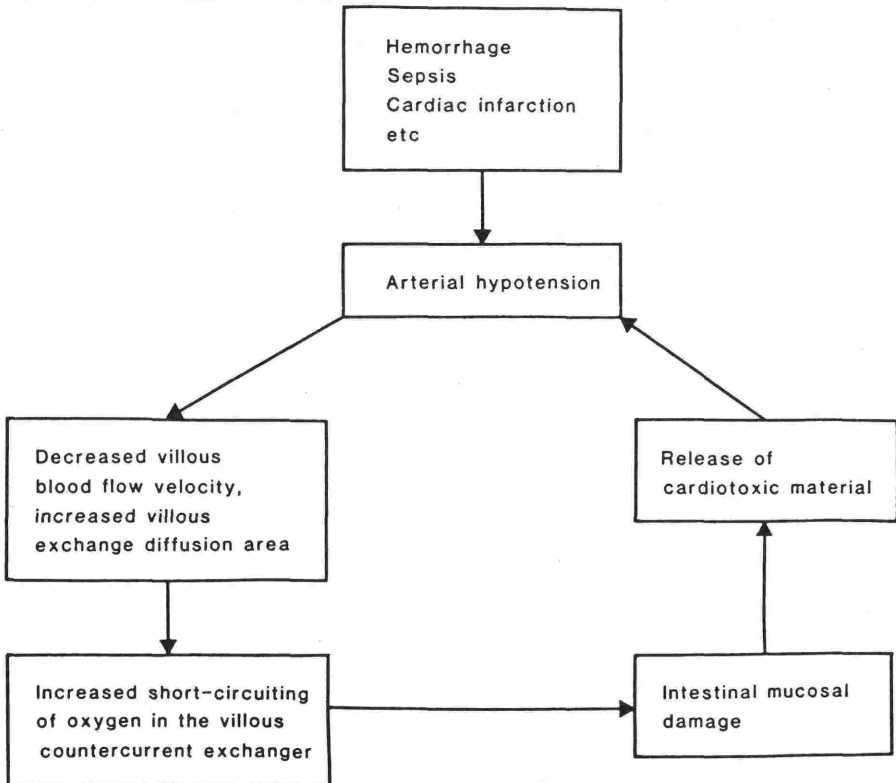 Hemorrhage
Sepsis
Cardiac infarction
etc
Arterial hypotension
Decreased villous
blood flow velocity,
increased villous
exchange diffusion area
Release of
cardiotoxic material
Increased short-circuiting
of oxygen in the villous
countercurrent exchanger
Intestinal mucosal
damage